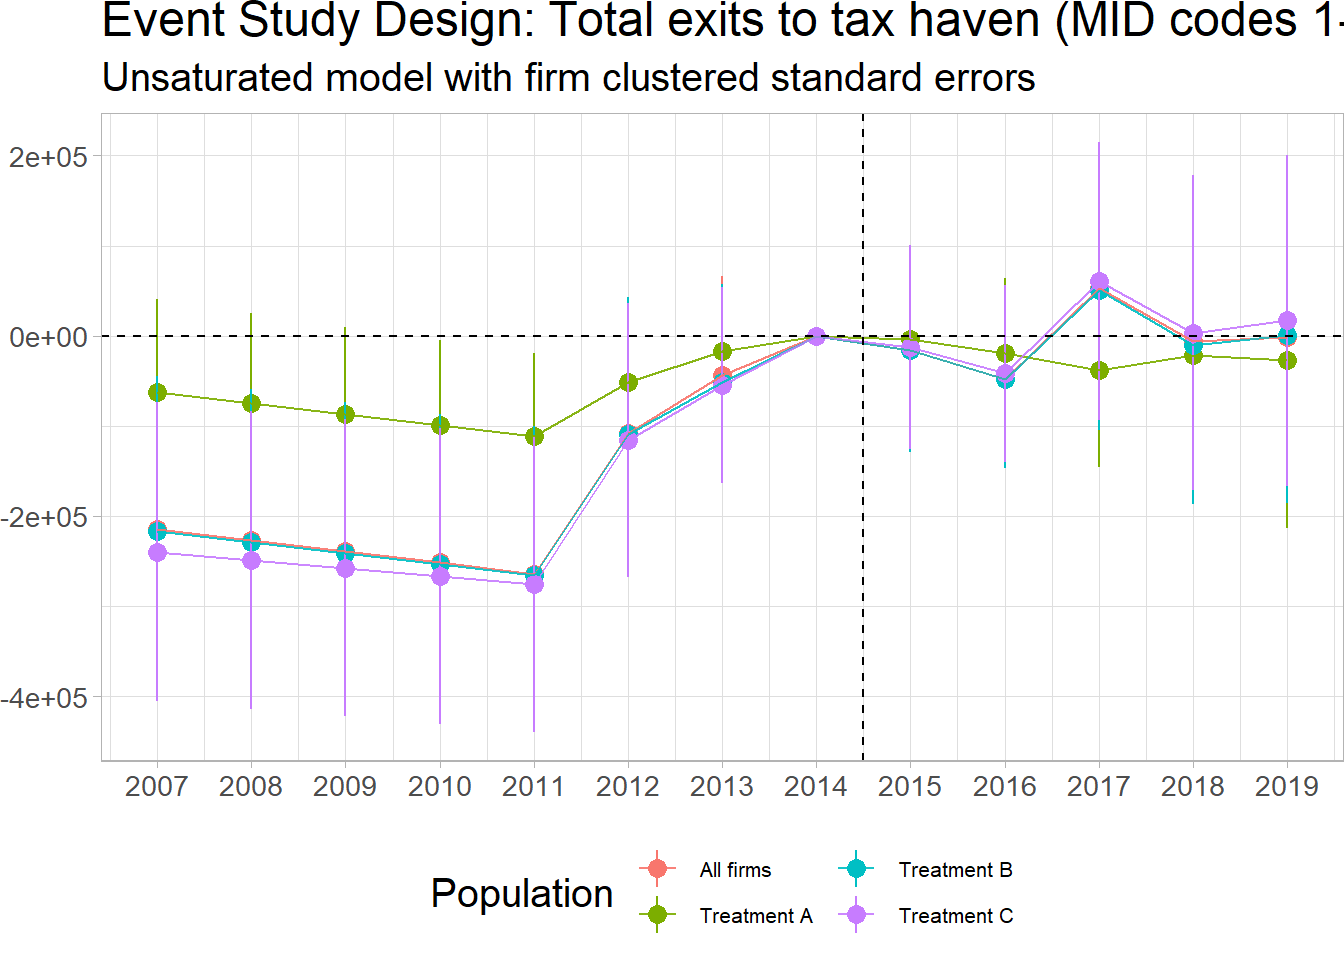 Event Study Design: Total exits to tax haven (MID codes 1-
Unsaturated model with firm clustered standard errors
2e+05
0e+00
-2e+05
-4e+05
2007 2008 2009 2010 2011 2012 2013 2014 2015 2016 2017 2018 2019
Population
All firms
Treatment B
Treatment A
Treatment C